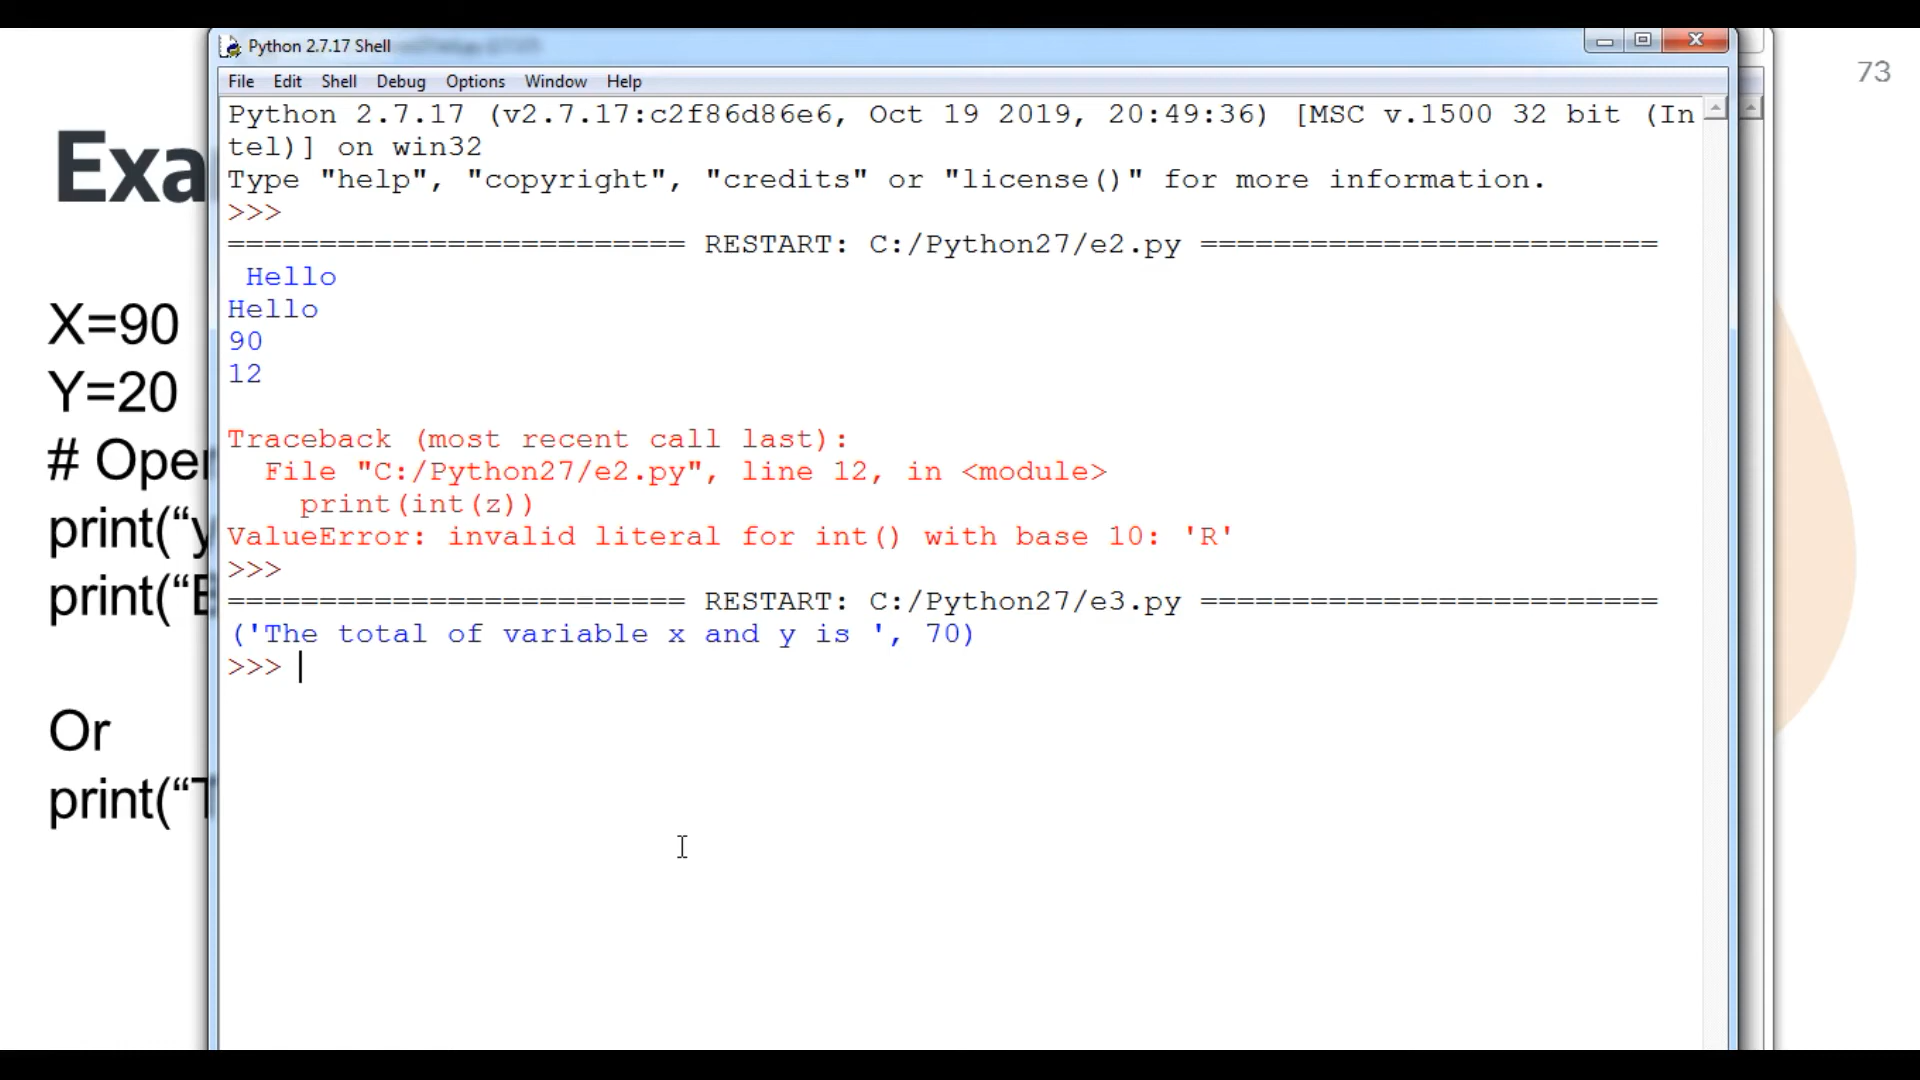 Python 2.7.17 Shell
File Edit Shell Debug Options Window Help
73
Python 2.7.17 (v2.7.17:c2f86d86e6, Oct 19 2019, 20:49:36) [MSC v.1500 32 bit (In
tel)] on win32
Type "help", "copyright", "credits" or "license()" for more information.
>>>
========================= RESTART: C:/Python27/e2.py =========================
 Hello
Hello
90
12
Traceback (most recent call last):
  File "C:/Python27/e2.py", line 12, in <module>
    print(int(z))
ValueError: invalid literal for int() with base 10: 'R'
>>>
========================= RESTART: C:/Python27/e3.py =========================
('The total of variable x and y is ', 70)
>>>
Exa
X=90
Y=20
# Oper
print(“y
print(“E
Or
print(“T